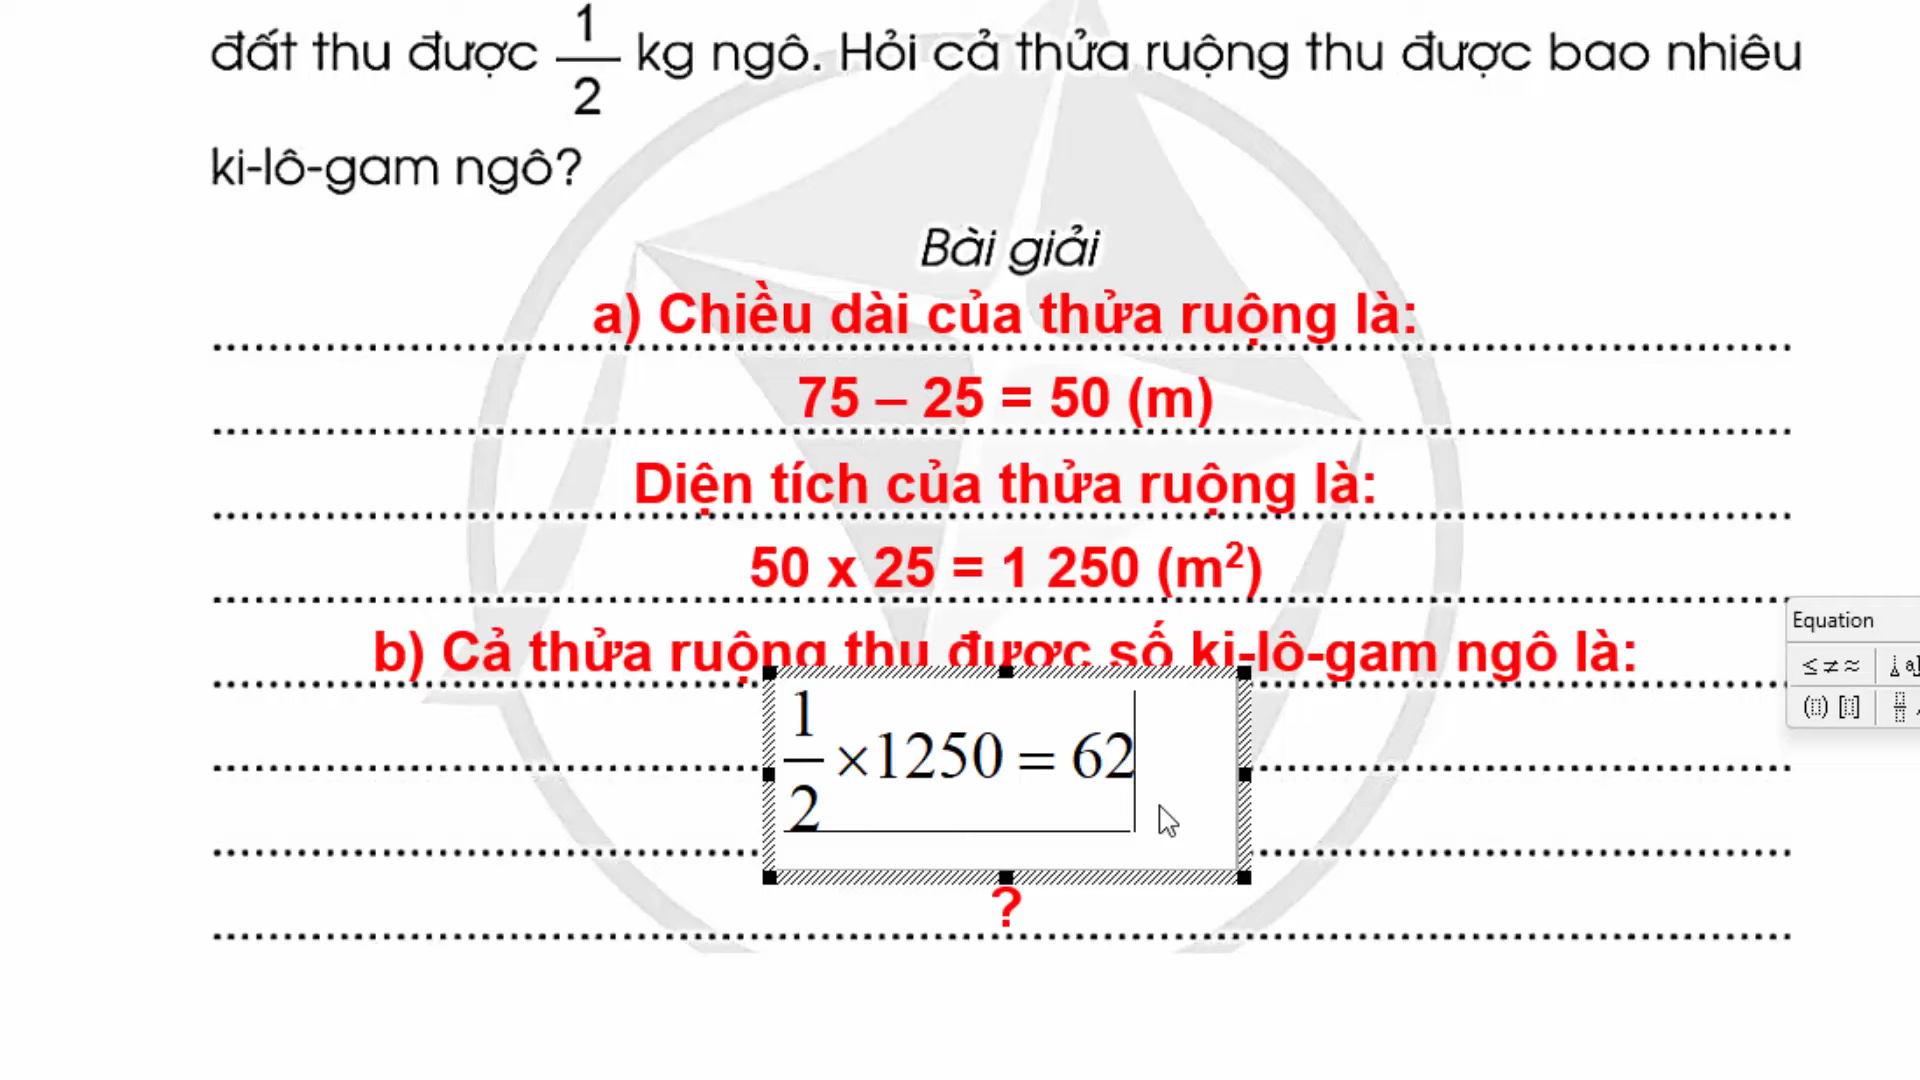 đất thu được 1/2 kg ngô. Hỏi cả thửa ruộng thu được bao nhiêu
ki-lô-gam ngô?
Bài giải
a) Chiều dài của thửa ruộng là:
75 – 25 = 50 (m)
Diện tích của thửa ruộng là:
50 x 25 = 1 250 (m²)
b) Cả thửa ruộng thu được số ki-lô-gam ngô là:
1/2 × 1250 = 62
?
Equation
≤ ≠ ≈